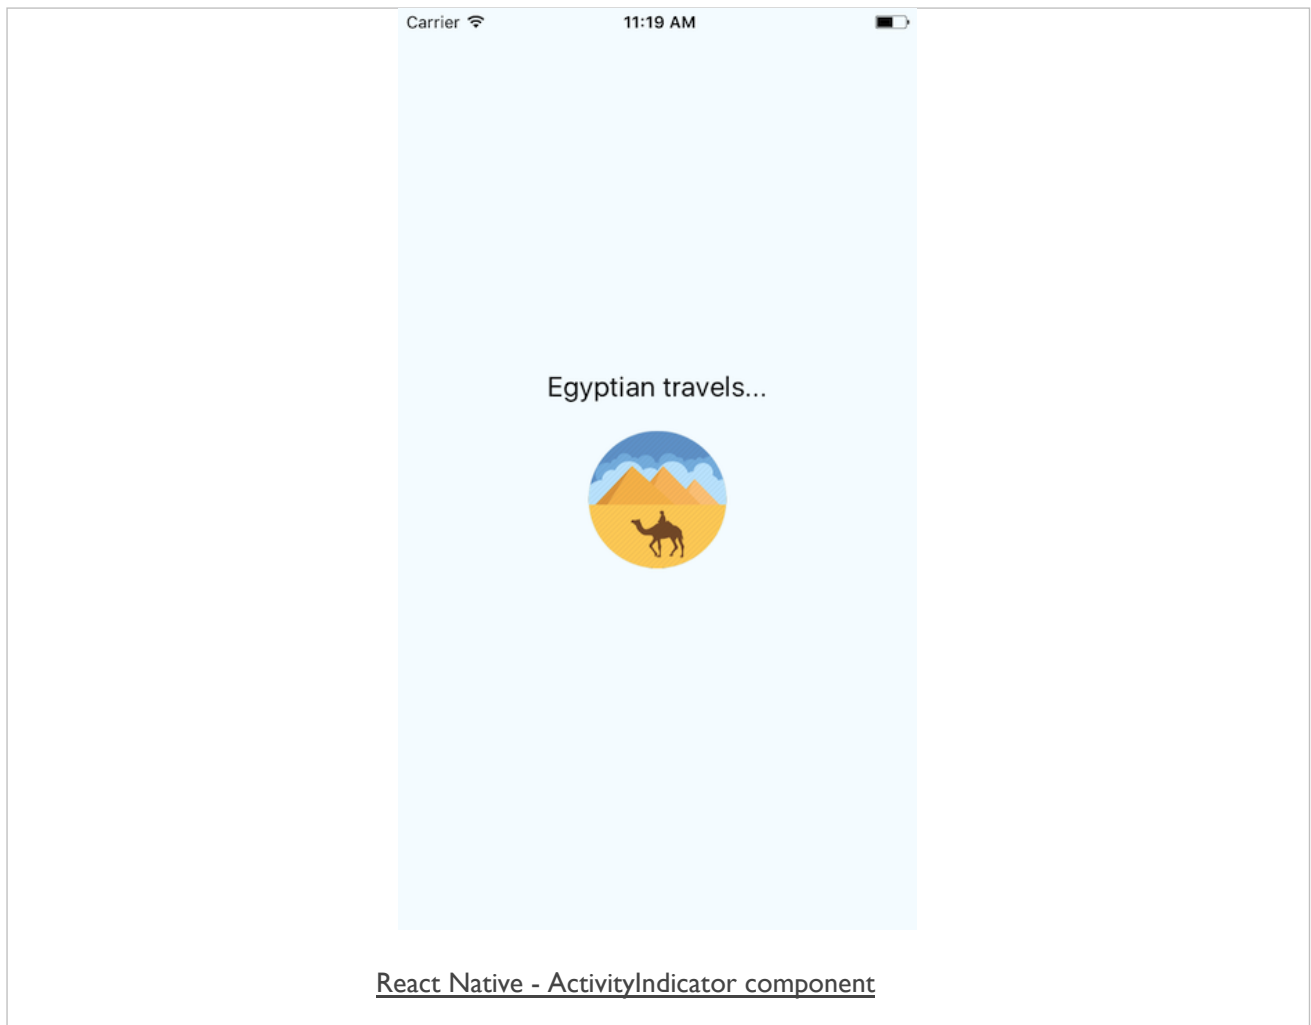 Carrier 11:19 AM
Egyptian travels...
React Native - ActivityIndicator component